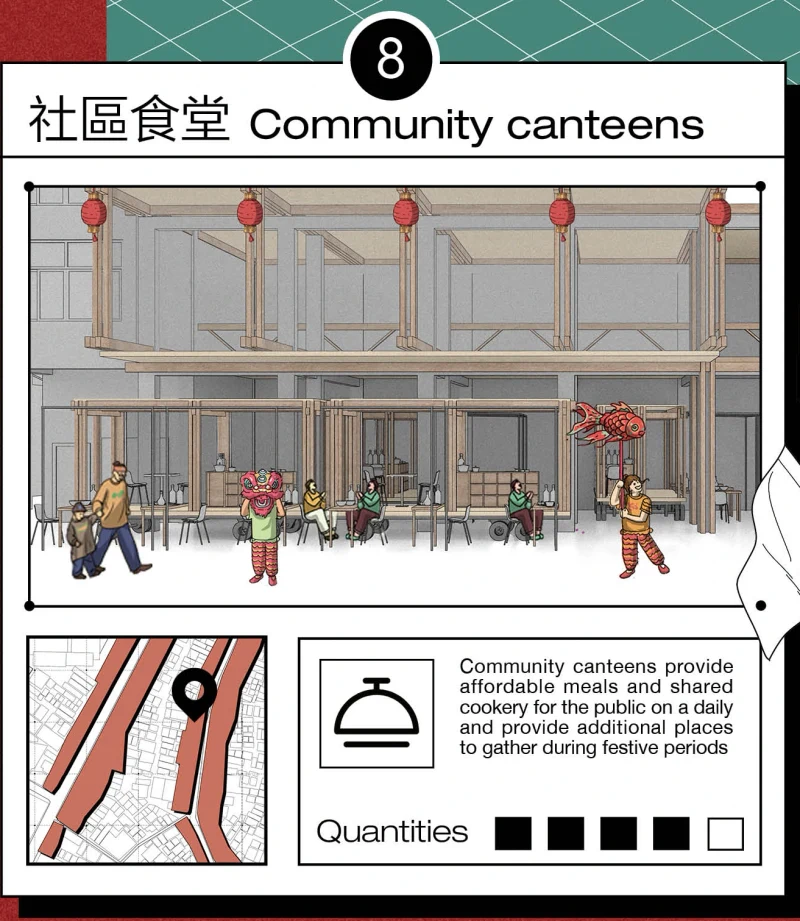 8
社區食堂 Community canteens
Community canteens provide
affordable meals and shared
cookery for the public on a daily
and provide additional places
to gather during festive periods
Quantities